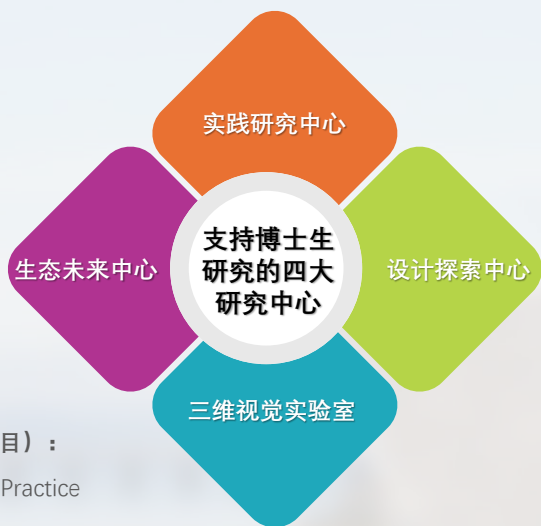 实践研究中心
生态未来中心
支持博士生
研究的四大
研究中心
设计探索中心
三维视觉实验室
目）：
Practice